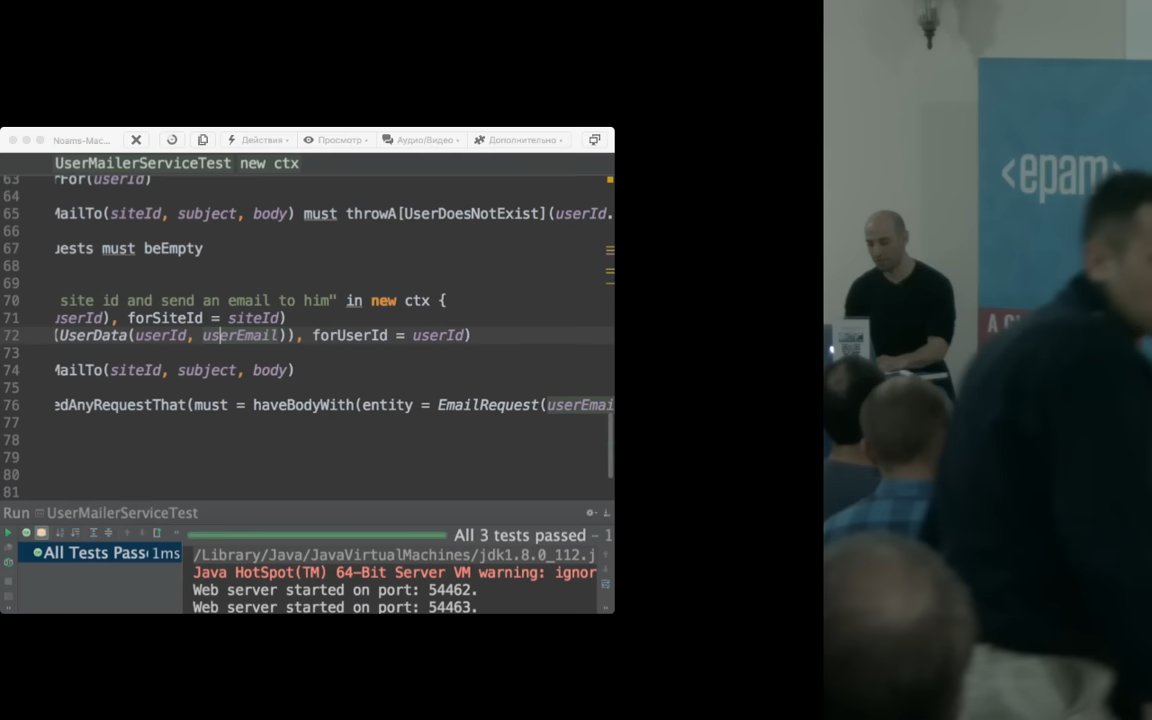 Noams-Mac...
Действия
Просмотр
Аудио/Видео
Дополнительно
UserMailerServiceTest new ctx
63 rFor(userId)
64
65 MailTo(siteId, subject, body) must throwA[UserDoesNotExist](userId.
66
67 uests must beEmpty
68
69
70 site id and send an email to him" in new ctx {
71 userId), forSiteId = siteId)
72 (UserData(userId, userEmail)), forUserId = userId)
73
74 MailTo(siteId, subject, body)
75
76 edAnyRequestThat(must = haveBodyWith(entity = EmailRequest(userEmai
77
78
79
80
81
Run UserMailerServiceTest
All 3 tests passed – 1
All Tests Pass 1ms
/Library/Java/JavaVirtualMachines/jdk1.8.0_112.j
Java HotSpot(TM) 64-Bit Server VM warning: ignor
Web server started on port: 54462.
Web server started on port: 54463.
<epam